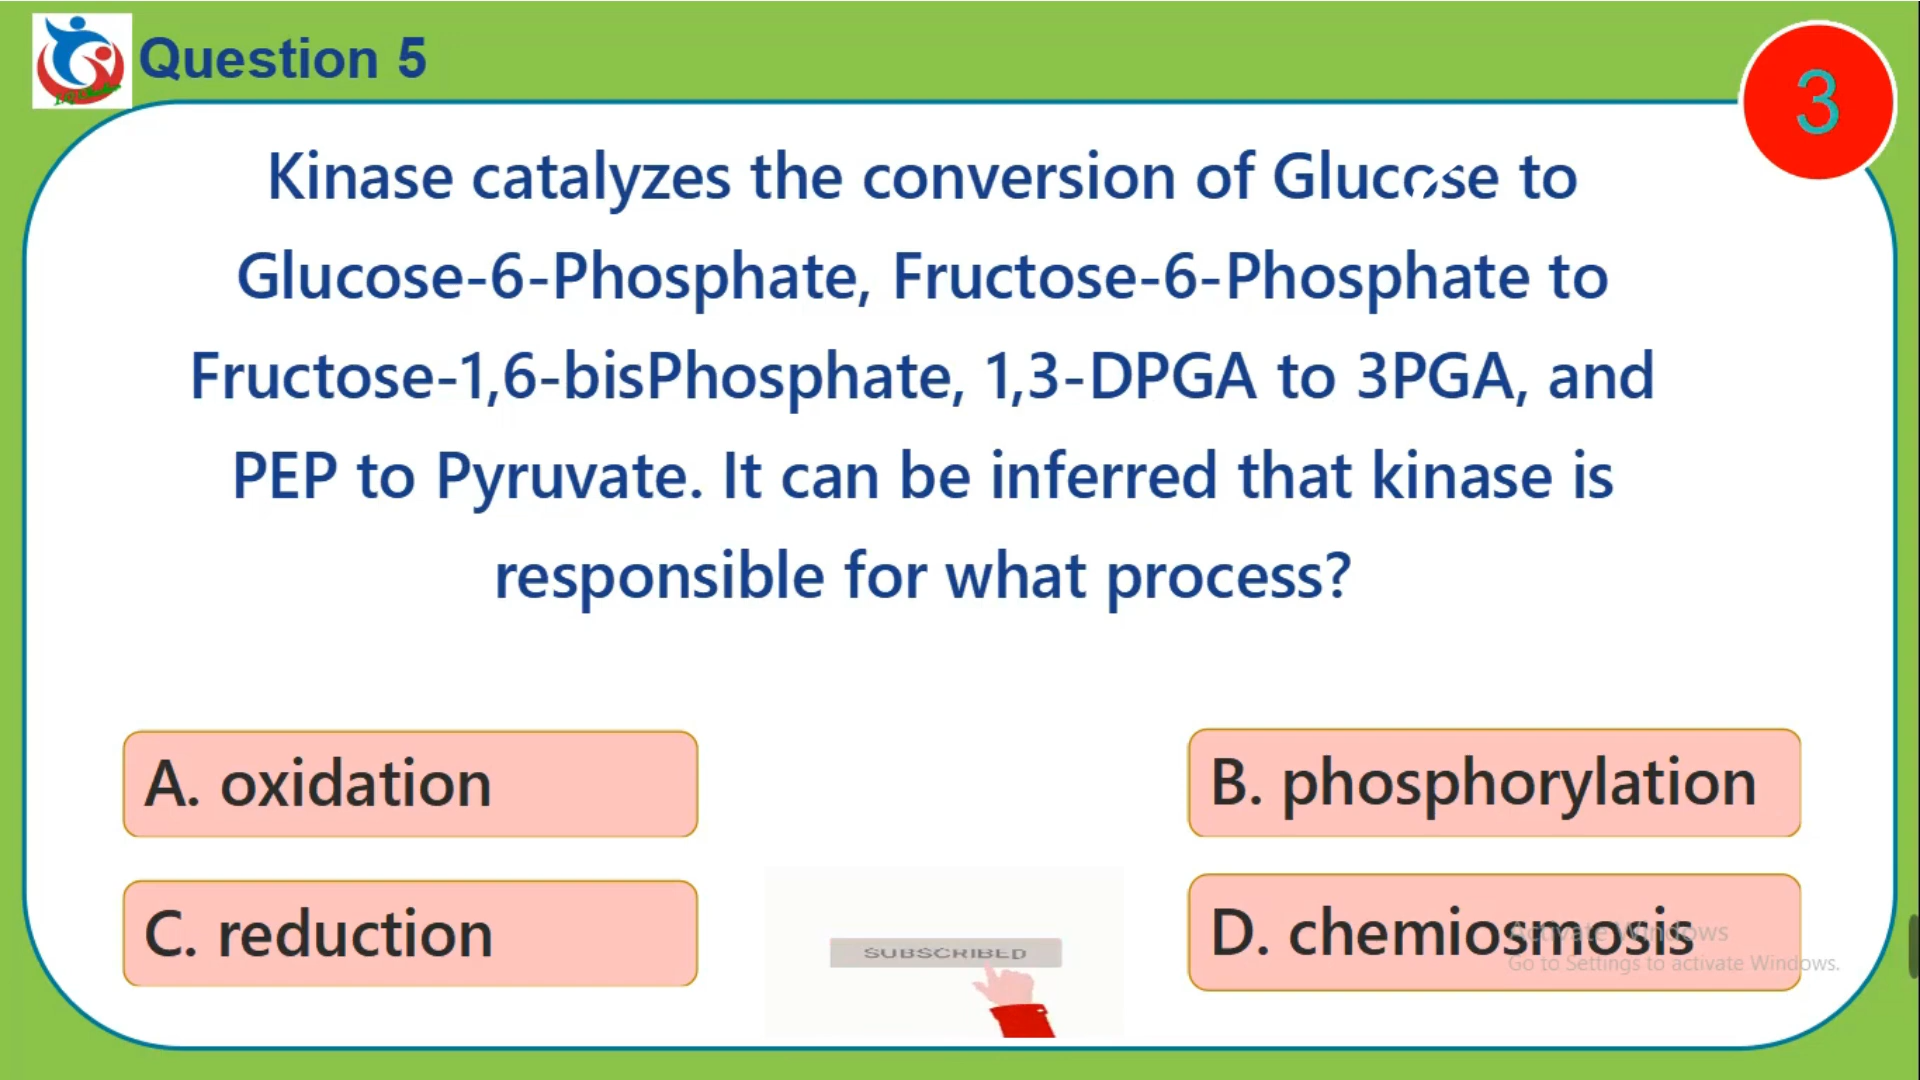 Question 5
3
Kinase catalyzes the conversion of Glucose to
Glucose-6-Phosphate, Fructose-6-Phosphate to
Fructose-1,6-bisPhosphate, 1,3-DPGA to 3PGA, and
PEP to Pyruvate. It can be inferred that kinase is
responsible for what process?
A. oxidation
B. phosphorylation
C. reduction
D. chemiosmosis
SUBSCRIBED
Activate Windows
Go to Settings to activate Windows.